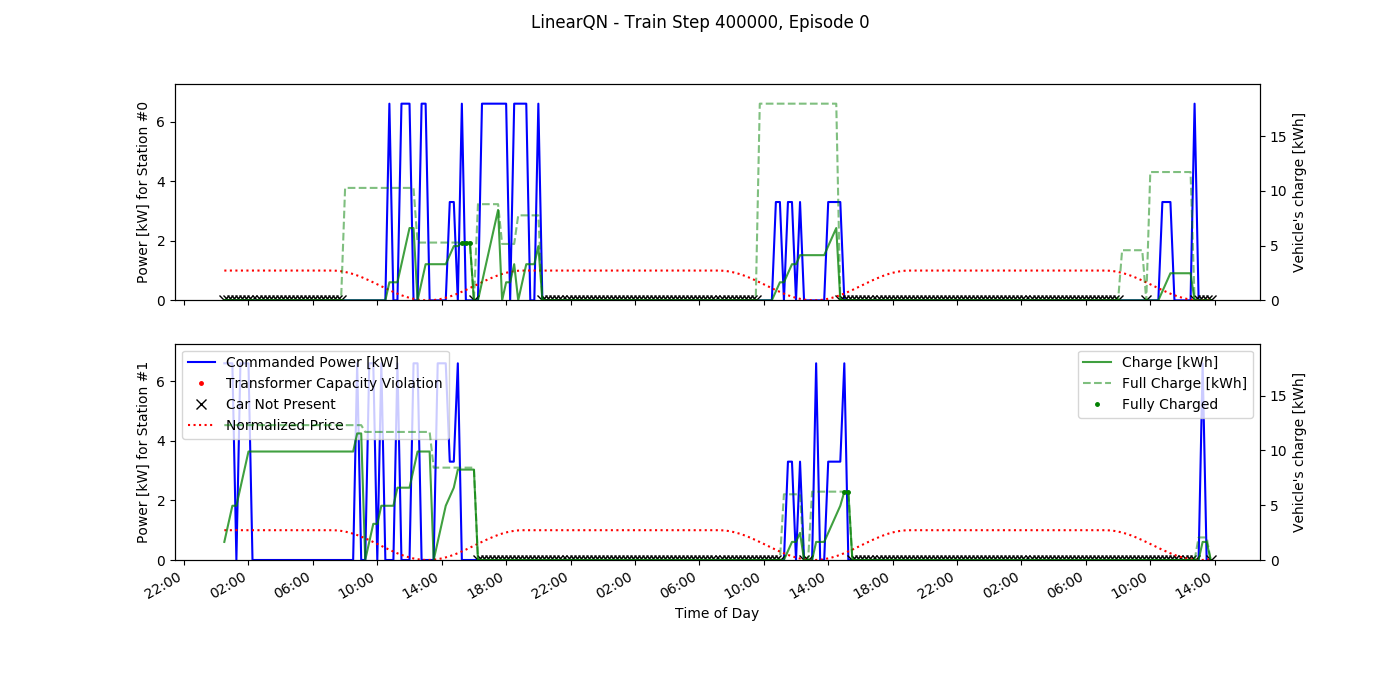 LinearQN - Train Step 400000, Episode 0
Power [kW] for Station #0
6
4
2
0
15
10
5
0
Vehicle's charge [kWh]
Power [kW] for Station #1
6
4
2
0
Commanded Power [kW]
Transformer Capacity Violation
Car Not Present
Normalized Price
Charge [kWh]
Full Charge [kWh]
Fully Charged
15
10
5
0
Vehicle's charge [kWh]
22:00 02:00 06:00 10:00 14:00 18:00 22:00 02:00 06:00 10:00 14:00 18:00 22:00 02:00 06:00 10:00 14:00
Time of Day